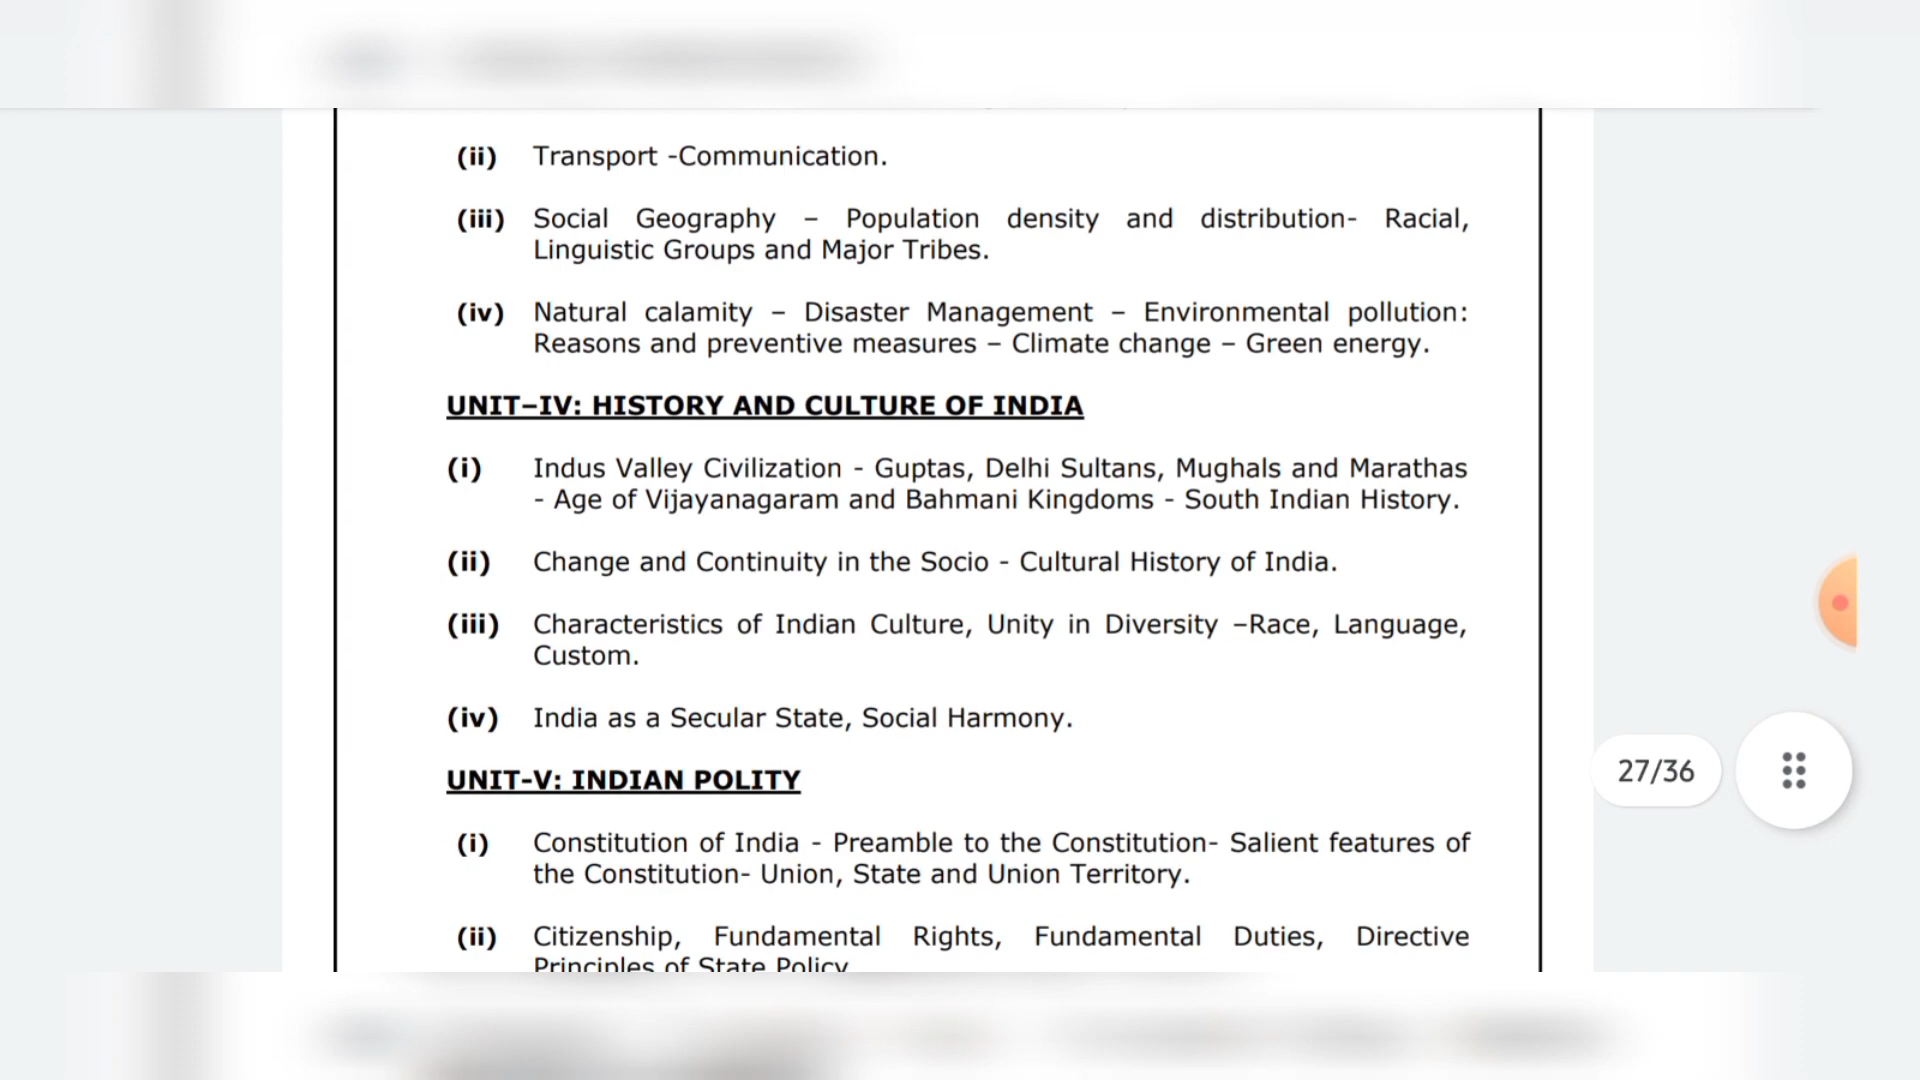 (ii) Transport -Communication.
(iii) Social Geography – Population density and distribution- Racial,
Linguistic Groups and Major Tribes.
(iv) Natural calamity – Disaster Management – Environmental pollution:
Reasons and preventive measures – Climate change – Green energy.
UNIT–IV: HISTORY AND CULTURE OF INDIA
(i) Indus Valley Civilization - Guptas, Delhi Sultans, Mughals and Marathas
- Age of Vijayanagaram and Bahmani Kingdoms - South Indian History.
(ii) Change and Continuity in the Socio - Cultural History of India.
(iii) Characteristics of Indian Culture, Unity in Diversity –Race, Language,
Custom.
(iv) India as a Secular State, Social Harmony.
UNIT-V: INDIAN POLITY
(i) Constitution of India - Preamble to the Constitution- Salient features of
the Constitution- Union, State and Union Territory.
(ii) Citizenship, Fundamental Rights, Fundamental Duties, Directive
Principles of State Policy
27/36